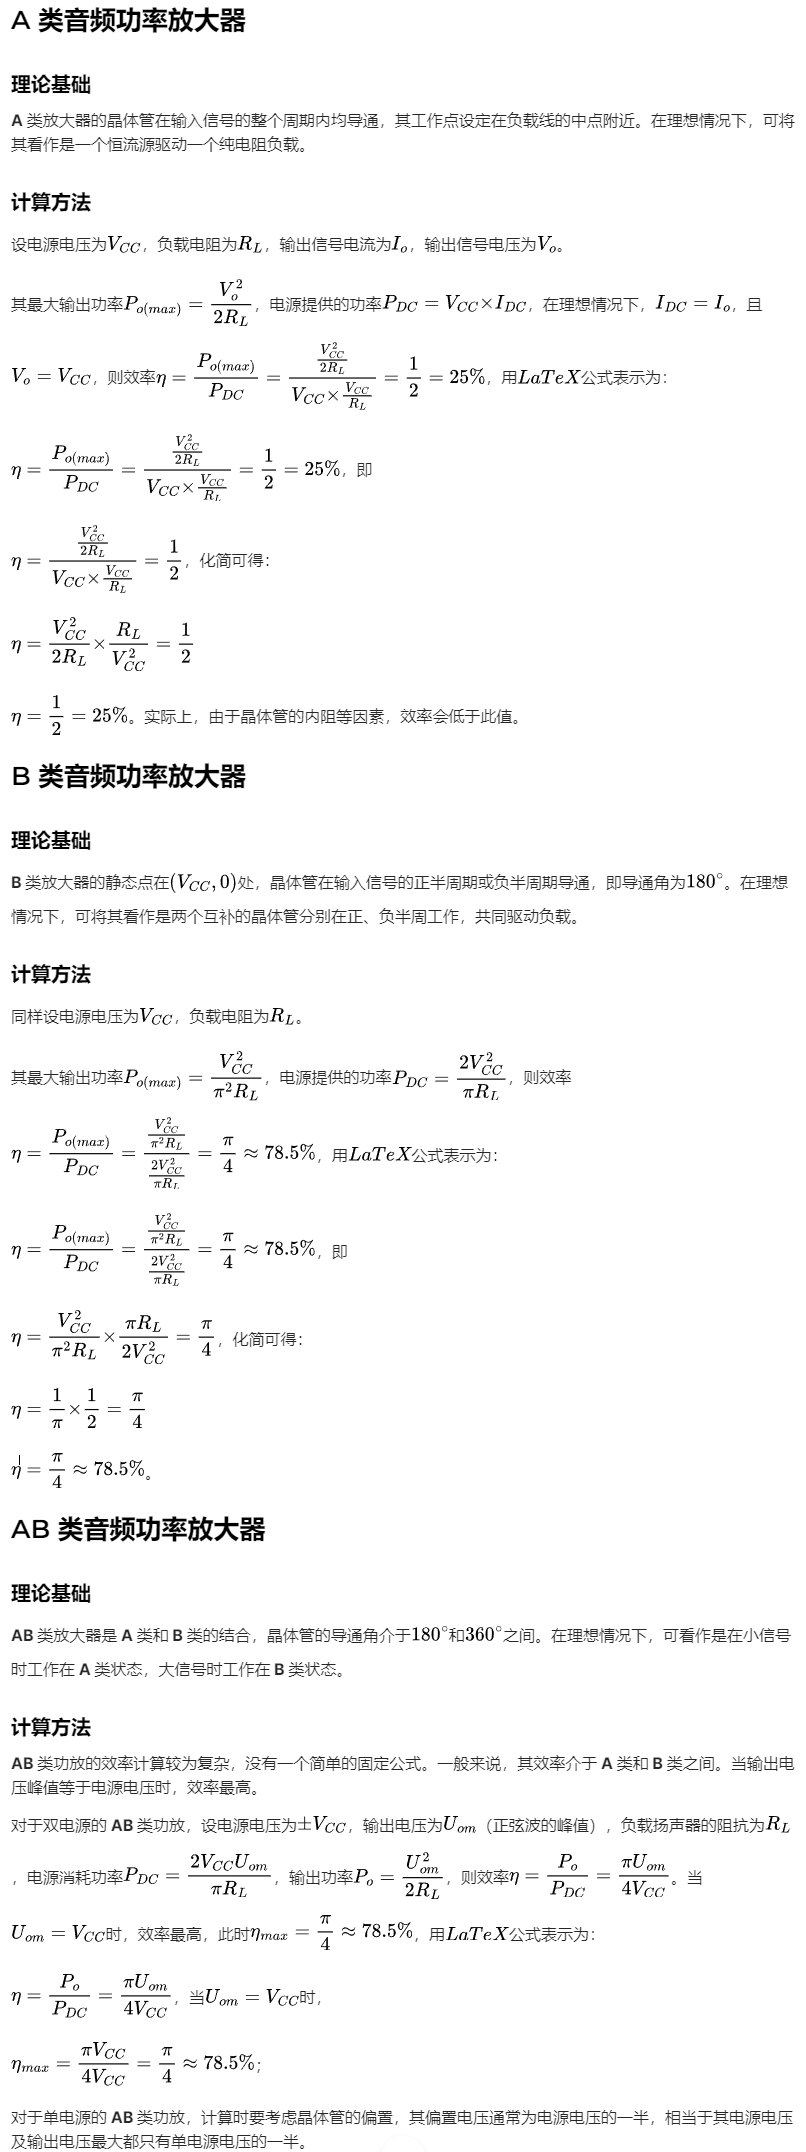 A 类音频功率放大器
理论基础
A 类放大器的晶体管在输入信号的整个周期内均导通，其工作点设定在负载线的中点附近。在理想情况下，可将
其看作是一个恒流源驱动一个纯电阻负载。
计算方法
设电源电压为$V_{CC}$，负载电阻为$R_L$，输出信号电流为$I_o$，输出信号电压为$V_o$。
其最大输出功率$P_{o(max)}=\frac{V_o^2}{2R_L}$，电源提供的功率$P_{DC}=V_{CC}\times I_{DC}$，在理想情况下，$I_{DC}=I_o$，且
$V_o=V_{CC}$，则效率$\eta=\frac{P_{o(max)}}{P_{DC}}=\frac{\frac{V_{CC}^2}{2R_L}}{V_{CC}\times\frac{V_{CC}}{R_L}}=\frac{1}{2}=25\%$，用$LaTeX$公式表示为：
$\eta=\frac{P_{o(max)}}{P_{DC}}=\frac{\frac{V_{CC}^2}{2R_L}}{V_{CC}\times\frac{V_{CC}}{R_L}}=\frac{1}{2}=25\%$，即
$\eta=\frac{\frac{V_{CC}^2}{2R_L}}{V_{CC}\times\frac{V_{CC}}{R_L}}=\frac{1}{2}$，化简可得：
$\eta=\frac{V_{CC}^2}{2R_L}\times\frac{R_L}{V_{CC}^2}=\frac{1}{2}$
$\eta=\frac{1}{2}=25\%$。实际上，由于晶体管的内阻等因素，效率会低于此值。
B 类音频功率放大器
理论基础
B 类放大器的静态点在$(V_{CC},0)$处，晶体管在输入信号的正半周期或负半周期导通，即导通角为$180^\circ$。在理想
情况下，可将其看作是两个互补的晶体管分别在正、负半周工作，共同驱动负载。
计算方法
同样设电源电压为$V_{CC}$，负载电阻为$R_L$。
其最大输出功率$P_{o(max)}=\frac{V_{CC}^2}{\pi^2R_L}$，电源提供的功率$P_{DC}=\frac{2V_{CC}^2}{\pi R_L}$，则效率
$\eta=\frac{P_{o(max)}}{P_{DC}}=\frac{\frac{V_{CC}^2}{\pi^2R_L}}{\frac{2V_{CC}^2}{\pi R_L}}=\frac{\pi}{4}\approx78.5\%$，用$LaTeX$公式表示为：
$\eta=\frac{P_{o(max)}}{P_{DC}}=\frac{\frac{V_{CC}^2}{\pi^2R_L}}{\frac{2V_{CC}^2}{\pi R_L}}=\frac{\pi}{4}\approx78.5\%$，即
$\eta=\frac{V_{CC}^2}{\pi^2R_L}\times\frac{\pi R_L}{2V_{CC}^2}=\frac{\pi}{4}$，化简可得：
$\eta=\frac{1}{\pi}\times\frac{1}{2}=\frac{\pi}{4}$
$\eta=\frac{\pi}{4}\approx78.5\%$。
AB 类音频功率放大器
理论基础
AB 类放大器是 A 类和 B 类的结合，晶体管的导通角介于$180^\circ$和$360^\circ$之间。在理想情况下，可看作是在小信号
时工作在 A 类状态，大信号时工作在 B 类状态。
计算方法
AB 类功放的效率计算较为复杂，没有一个简单的固定公式。一般来说，其效率介于 A 类和 B 类之间。当输出电
压峰值等于电源电压时，效率最高。
对于双电源的 AB 类功放，设电源电压为$\pm V_{CC}$，输出电压为$U_{om}$（正弦波的峰值），负载扬声器的阻抗为$R_L$
，电源消耗功率$P_{DC}=\frac{2V_{CC}U_{om}}{\pi R_L}$，输出功率$P_o=\frac{U_{om}^2}{2R_L}$，则效率$\eta=\frac{P_o}{P_{DC}}=\frac{\pi U_{om}}{4V_{CC}}$。当
$U_{om}=V_{CC}$时，效率最高，此时$\eta_{max}=\frac{\pi}{4}\approx78.5\%$，用$LaTeX$公式表示为：
$\eta=\frac{P_o}{P_{DC}}=\frac{\pi U_{om}}{4V_{CC}}$，当$U_{om}=V_{CC}$时，
$\eta_{max}=\frac{\pi V_{CC}}{4V_{CC}}=\frac{\pi}{4}\approx78.5\%$；
对于单电源的 AB 类功放，计算时要考虑晶体管的偏置，其偏置电压通常为电源电压的一半，相当于其电源电压
及输出电压最大都只有单电源电压的一半。